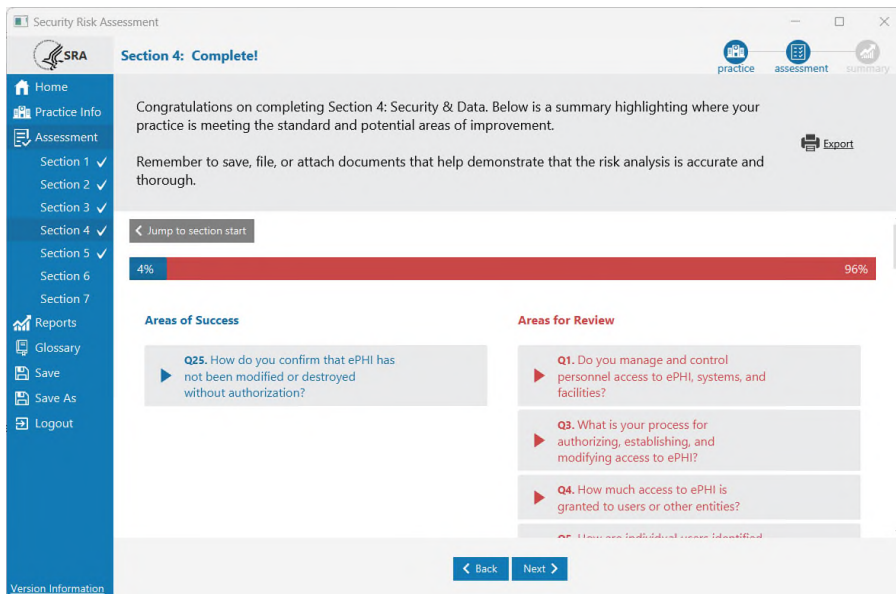 Security Risk Assessment
SRA
Section 4: Complete!
practice
assessment
summary
Home
Practice Info
Assessment
Section 1
Section 2
Section 3
Section 4
Section 5
Section 6
Section 7
Reports
Glossary
Save
Save As
Logout
Version Information
Congratulations on completing Section 4: Security & Data. Below is a summary highlighting where your
practice is meeting the standard and potential areas of improvement.
Remember to save, file, or attach documents that help demonstrate that the risk analysis is accurate and
thorough.
Export
Jump to section start
4%
96%
Areas of Success
Q25. How do you confirm that ePHI has
not been modified or destroyed
without authorization?
Areas for Review
Q1. Do you manage and control
personnel access to ePHI, systems, and
facilities?
Q3. What is your process for
authorizing, establishing, and
modifying access to ePHI?
Q4. How much access to ePHI is
granted to users or other entities?
Q5. How are individual users identified
Back
Next